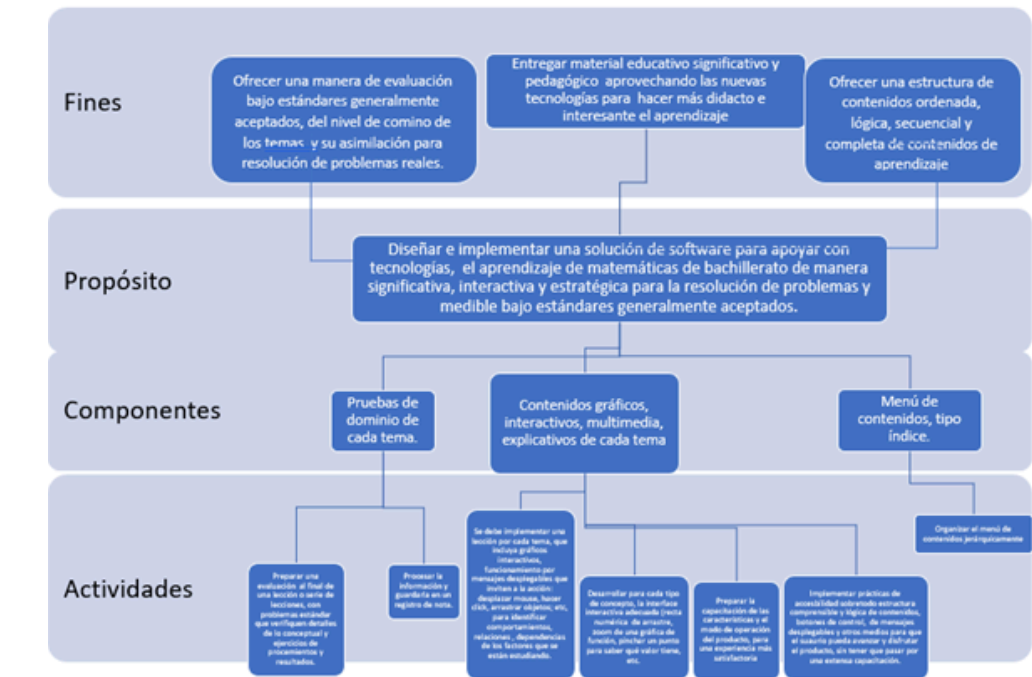 Fines
Ofrecer una manera de evaluación
bajo estándares generalmente
aceptados, del nivel de comino de
los temas y su asimilación para
resolución de problemas reales.
Entregar material educativo significativo y
pedagógico aprovechando las nuevas
tecnologías para hacer más didacto e
interesante el aprendizaje
Ofrecer una estructura de
contenidos ordenada,
lógica, secuencial y
completa de contenidos de
aprendizaje
Propósito
Diseñar e implementar una solución de software para apoyar con
tecnologías, el aprendizaje de matemáticas de bachillerato de manera
significativa, interactiva y estratégica para la resolución de problemas y
medible bajo estándares generalmente aceptados.
Componentes
Pruebas de
dominio de
cada tema.
Contenidos gráficos,
interactivos, multimedia,
explicativos de cada tema
Menú de
contenidos, tipo
índice.
Actividades
Preparar una
evaluación al final de
una lección o serie de
lecciones, con
problemas estándar
que verifiquen detalles
de lo conceptual y
ejercicios de
procemientos y
resultados.
Procesar la
información y
guardarla en un
registro de nota.
Se debe implementar una
lección por cada tema, que
incluya gráficos
interactivos,
funcionamiento por
mensajes desplegables que
inviten a la acción:
desplazar mouse, hacer
click, arrastrar objetos; etc,
para identificar
comportamientos,
relaciones, dependencias
de los factores que se
están estudiando.
Desarrollar para cada tipo
de concepto, la interface
interactiva adecuada (recta
numérica de arrastre,
zoom de una gráfica de
función, pinchar un punto
para saber qué valor tiene,
etc.
Preparar la
capacitación de las
características y el
modo de operación
del producto, para
una experiencia más
satisfactoria
Implementar prácticas de
accesibilidad sobretodo estructura
comprensible y lógica de contenidos,
botones de control, de mensajes
desplegables y otros medios para que
el usuario pueda avanzar y disfrutar
el producto, sin tener que pasar por
una extensa capacitación.
Organizar el menú de
contenidos jerárquicamente